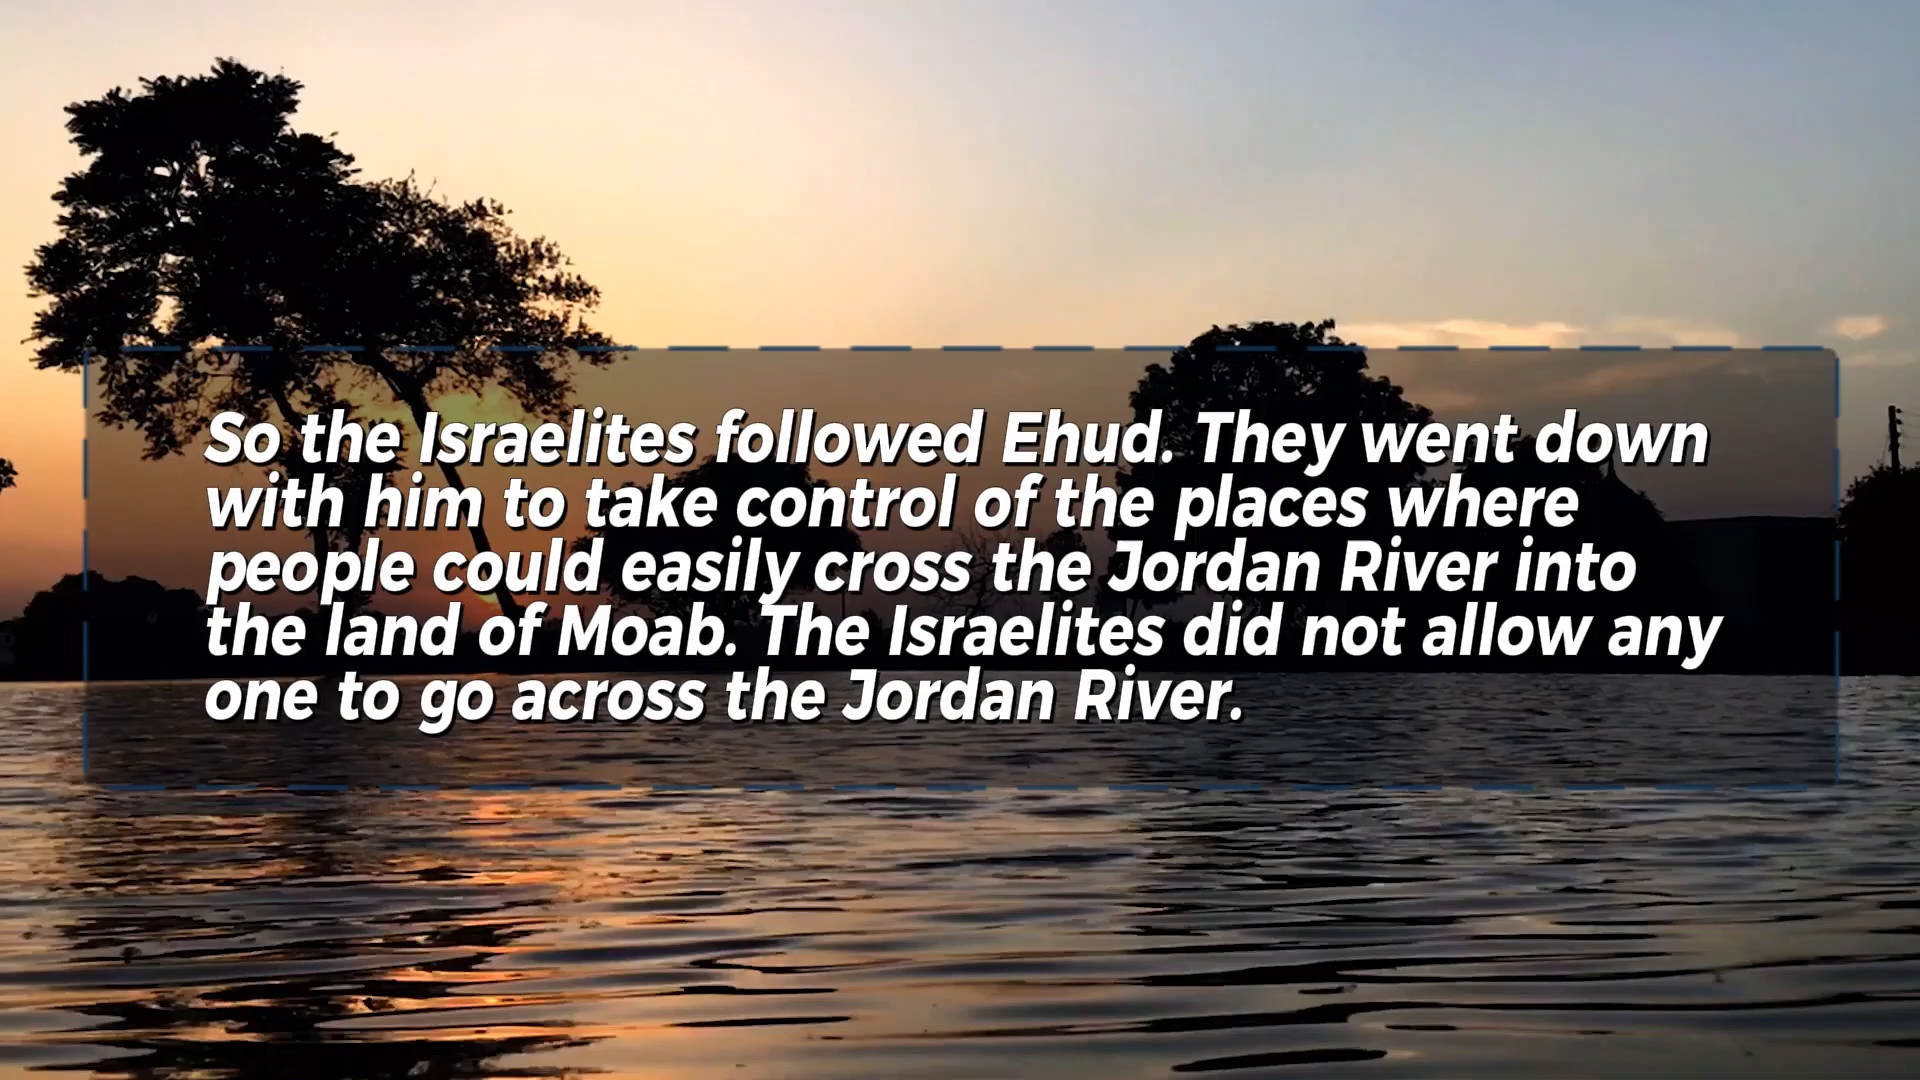 So the Israelites followed Ehud. They went down
with him to take control of the places where
people could easily cross the Jordan River into
the land of Moab. The Israelites did not allow any
one to go across the Jordan River.